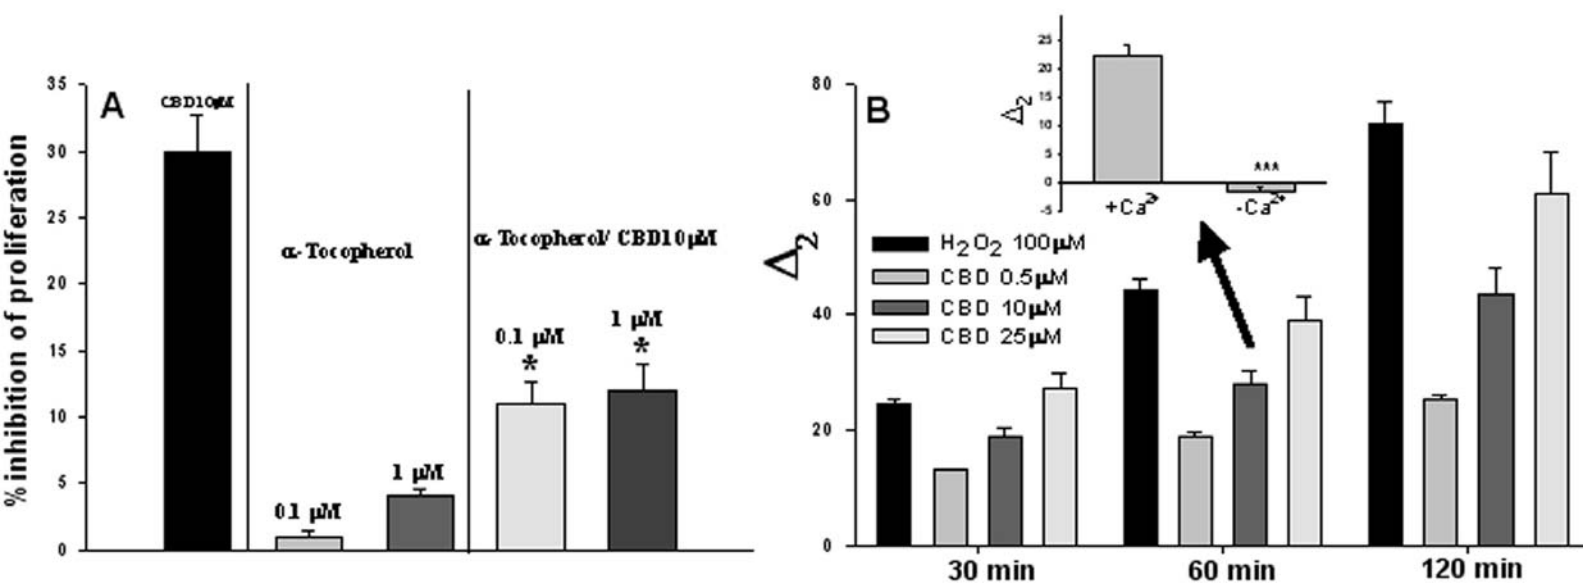 % inhibition of proliferation
35
30
25
20
15
10
5
0
A
CBD10μM
α-Tocopherol
α-Tocopherol/ CBD10μM
0.1 μM
1 μM
0.1 μM
*
1 μM
*
Δ2
80
60
40
20
0
B
H2O2 100μM
CBD 0.5μM
CBD 10μM
CBD 25μM
30 min
60 min
120 min
Δ2
25
20
15
10
5
0
-5
***
+Ca2+
-Ca2+